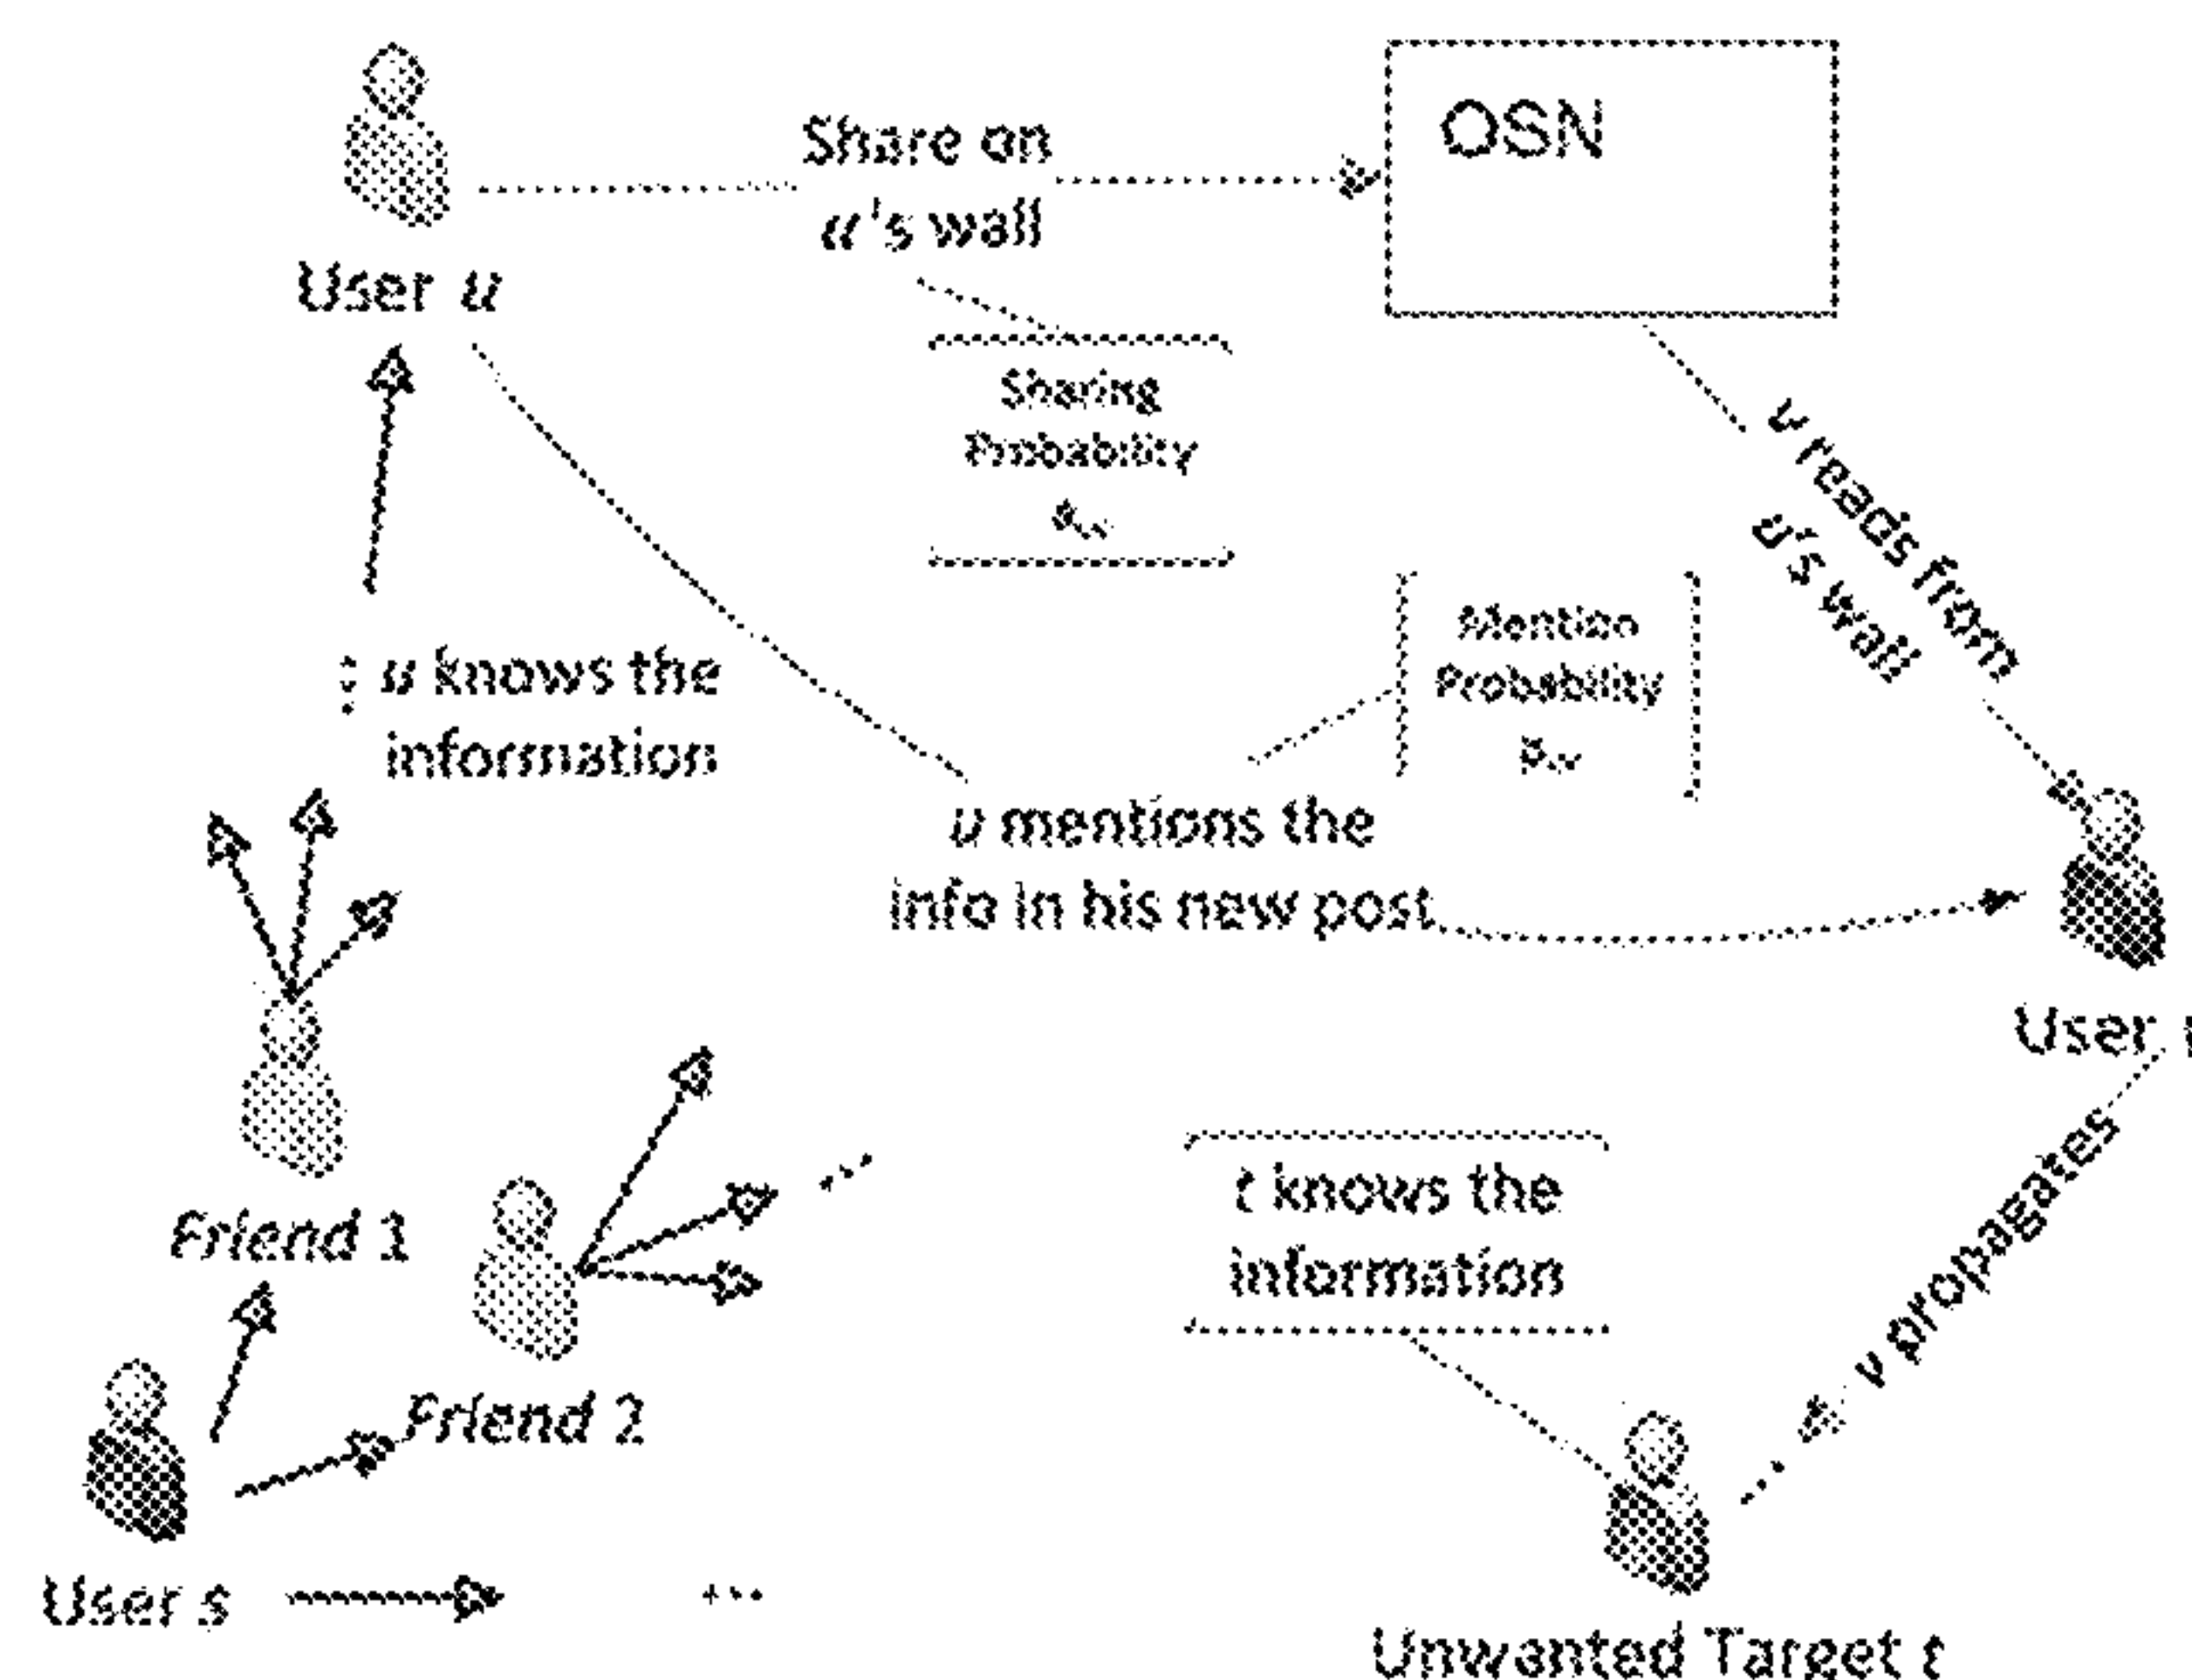 Share on
u's wall
OSN
User u
Sharing
Probability
v reads from
u's wall
Mention
Probability
u knows the
information
u mentions the
info in his new post
User
Friend 1
t knows the
information
v propagates
Friend 2
User s
...
Unwanted Target t